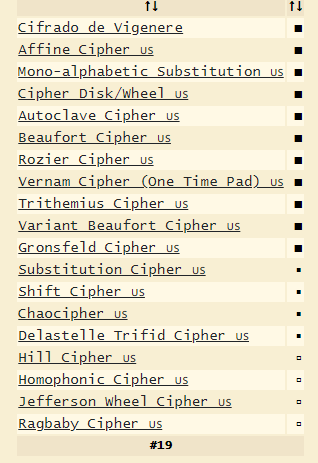 ↑↓ ↑↓
Cifrado de Vigenere ■
Affine Cipher US ■
Mono-alphabetic Substitution US ■
Cipher Disk/Wheel US ■
Autoclave Cipher US ■
Beaufort Cipher US ■
Rozier Cipher US ■
Vernam Cipher (One Time Pad) US ■
Trithemius Cipher US ■
Variant Beaufort Cipher US ■
Gronsfeld Cipher US ■
Substitution Cipher US ▪
Shift Cipher US ▪
Chaocipher US ▪
Delastelle Trifid Cipher US ▪
Hill Cipher US ▫
Homophonic Cipher US ▫
Jefferson Wheel Cipher US ▫
Ragbaby Cipher US ▫
#19